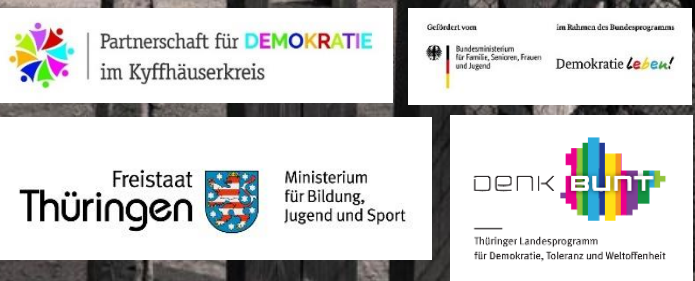 Partnerschaft für DEMOKRATIE
im Kyffhäuserkreis
Gefördert vom
Bundesministerium
für Familie, Senioren, Frauen
und Jugend
im Rahmen des Bundesprogramms
Demokratie leben!
Freistaat
Thüringen
Ministerium
für Bildung,
Jugend und Sport
DENK BUNT
Thüringer Landesprogramm
für Demokratie, Toleranz und Weltoffenheit